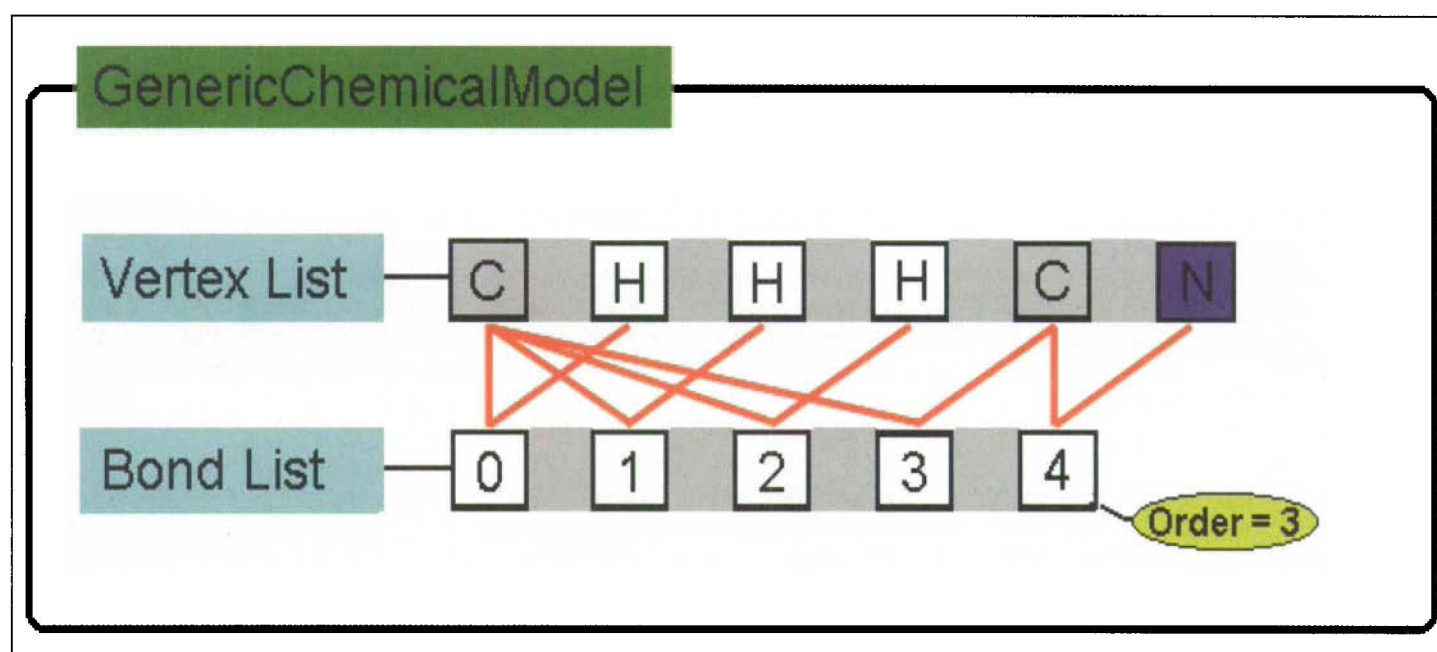 GenericChemicalModel
Vertex List C H H H C N
Bond List 0 1 2 3 4
Order = 3